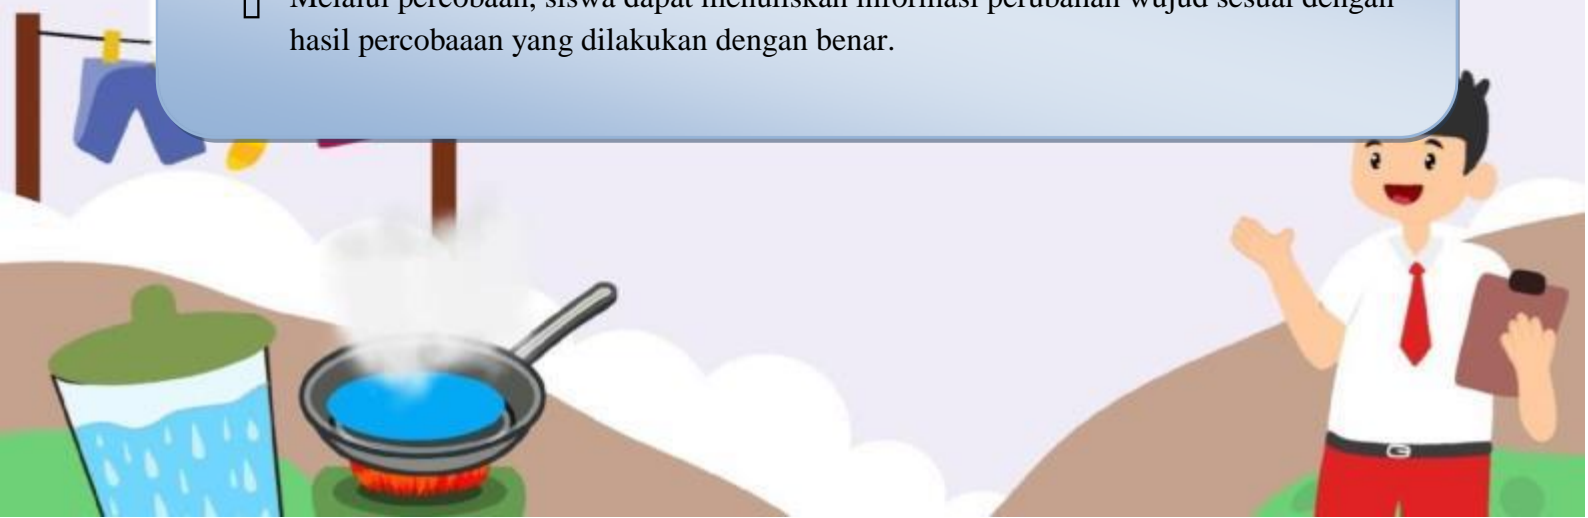 Melalui percobaan, siswa dapat menuliskan informasi perubahan wujud sesuai dengan
hasil percobaaan yang dilakukan dengan benar.